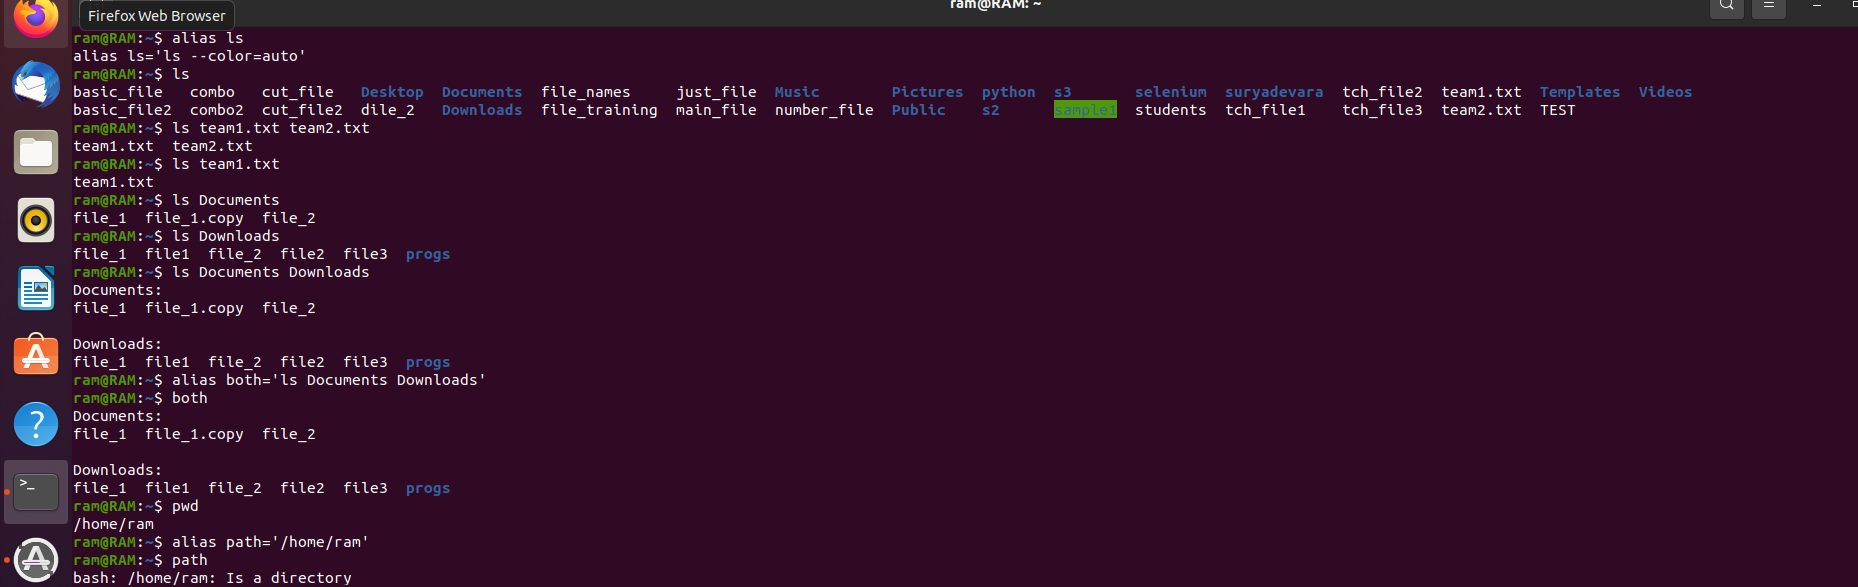 Firefox Web Browser
ram@RAM: ~
ram@RAM:~$ alias ls
alias ls='ls --color=auto'
ram@RAM:~$ ls
basic_file   combo   cut_file   Desktop  Documents  file_names     just_file  Music        Pictures  python  s3       selenium  suryadevara  tch_file2  team1.txt  Templates  Videos
basic_file2  combo2  cut_file2  dile_2   Downloads  file_training  main_file  number_file  Public    s2      sample1  students  tch_file1    tch_file3  team2.txt  TEST
ram@RAM:~$ ls team1.txt team2.txt
team1.txt  team2.txt
ram@RAM:~$ ls team1.txt
team1.txt
ram@RAM:~$ ls Documents
file_1  file_1.copy  file_2
ram@RAM:~$ ls Downloads
file_1  file1  file_2  file2  file3  progs
ram@RAM:~$ ls Documents Downloads
Documents:
file_1  file_1.copy  file_2
Downloads:
file_1  file1  file_2  file2  file3  progs
ram@RAM:~$ alias both='ls Documents Downloads'
ram@RAM:~$ both
Documents:
file_1  file_1.copy  file_2
Downloads:
file_1  file1  file_2  file2  file3  progs
ram@RAM:~$ pwd
/home/ram
ram@RAM:~$ alias path='/home/ram'
ram@RAM:~$ path
bash: /home/ram: Is a directory